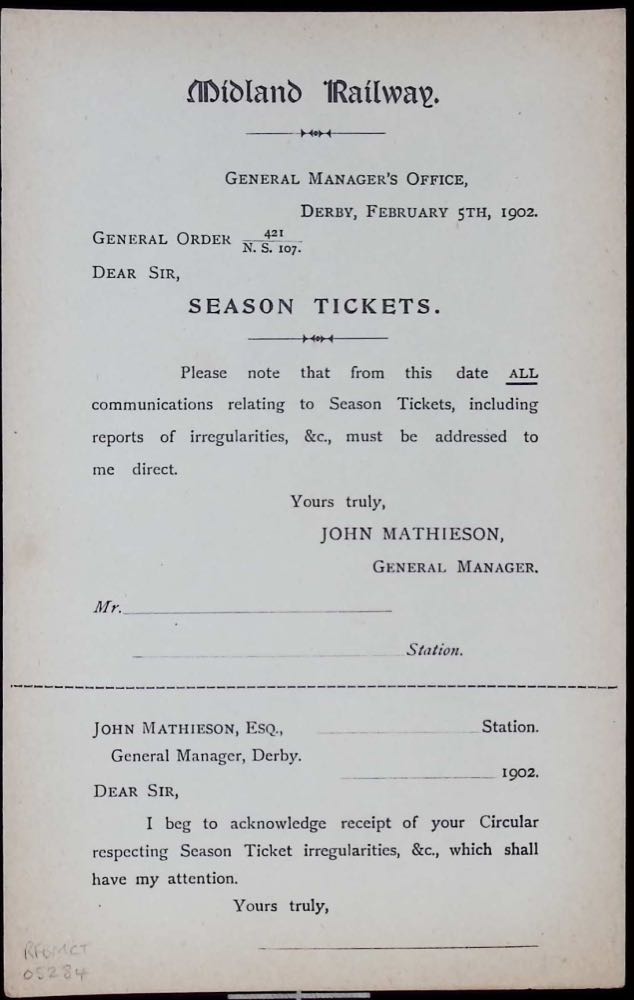 Midland Railway.
GENERAL MANAGER'S OFFICE,
DERBY, FEBRUARY 5TH, 1902.
GENERAL ORDER 421
N. S. 107.
DEAR SIR,
SEASON TICKETS.
Please note that from this date ALL
communications relating to Season Tickets, including
reports of irregularities, &c., must be addressed to
me direct.
Yours truly,
JOHN MATHIESON,
GENERAL MANAGER.
Mr.
Station.
JOHN MATHIESON, ESQ., Station.
General Manager, Derby.
1902.
DEAR SIR,
I beg to acknowledge receipt of your Circular
respecting Season Ticket irregularities, &c., which shall
have my attention.
Yours truly,
05284